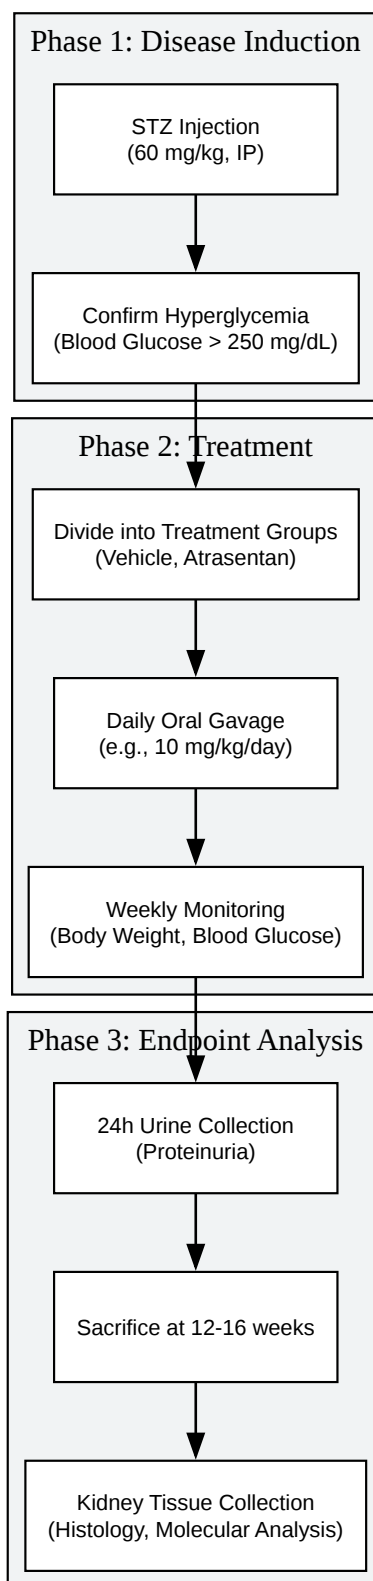 Phase 1: Disease Induction
STZ Injection
(60 mg/kg, IP)
Confirm Hyperglycemia
(Blood Glucose > 250 mg/dL)
Phase 2: Treatment
Divide into Treatment Groups
(Vehicle, Atrasentan)
Daily Oral Gavage
(e.g., 10 mg/kg/day)
Weekly Monitoring
(Body Weight, Blood Glucose)
Phase 3: Endpoint Analysis
24h Urine Collection
(Proteinuria)
Sacrifice at 12-16 weeks
Kidney Tissue Collection
(Histology, Molecular Analysis)